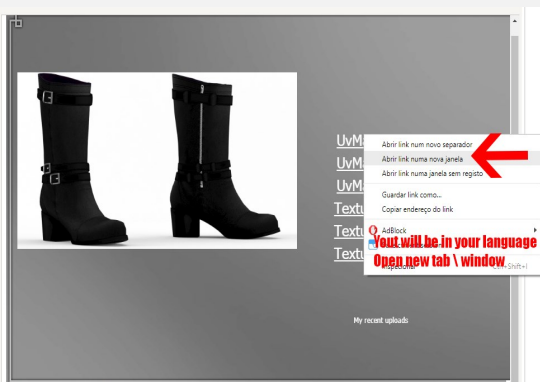 UvM
UvM
UvM
Textu
Textu
Textu
My recent uploads
Abrir link num novo separador
Abrir link numa nova janela
Abrir link numa janela sem registo
Guardar link como...
Copiar endereço do link
AdBlock
Yout will be in your language
Open new tab \ window
Ctrl+Shift+I